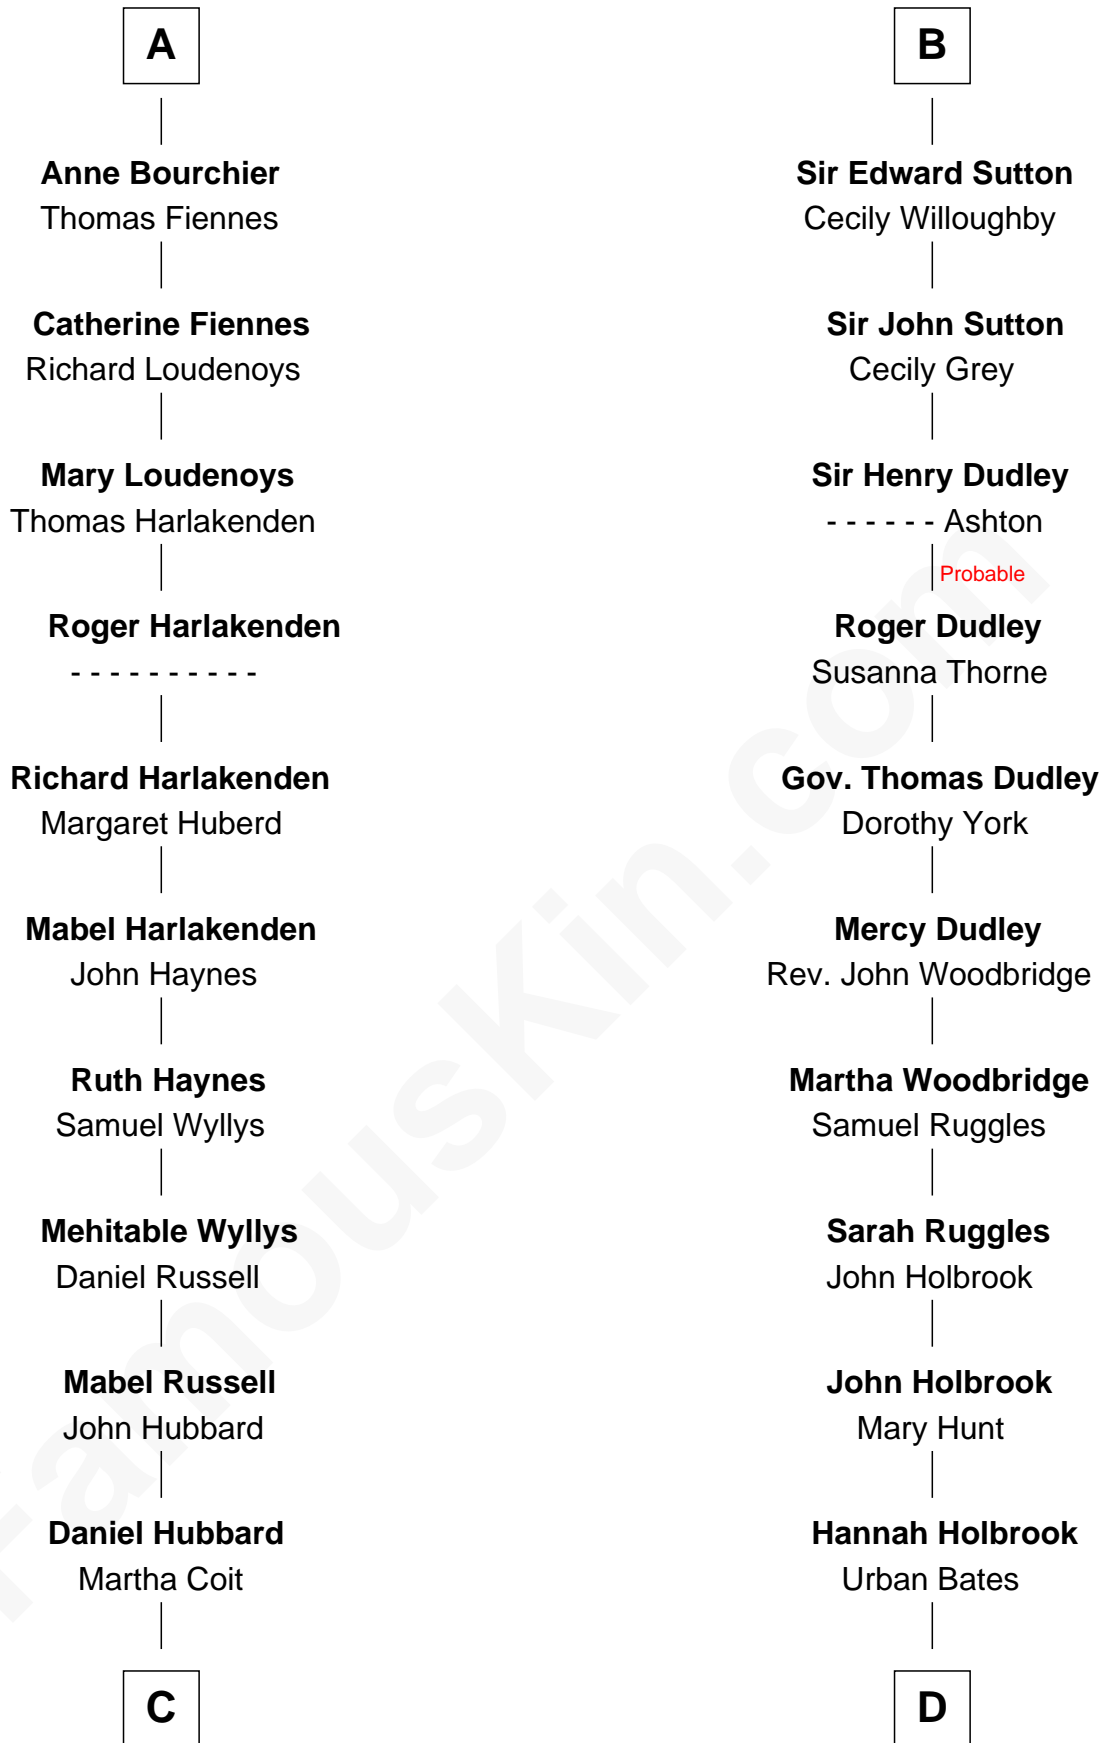 A
Anne Bourchier
Thomas Fiennes
Catherine Fiennes
Richard Loudenoys
Mary Loudenoys
Thomas Harlakenden
Roger Harlakenden
- - - - - - - - - -
Richard Harlakenden
Margaret Huberd
Mabel Harlakenden
John Haynes
Ruth Haynes
Samuel Wyllys
Mehitable Wyllys
Daniel Russell
Mabel Russell
John Hubbard
Daniel Hubbard
Martha Coit
C
B
Sir Edward Sutton
Cecily Willoughby
Sir John Sutton
Cecily Grey
Sir Henry Dudley
- - - - - - Ashton
Probable
Roger Dudley
Susanna Thorne
Gov. Thomas Dudley
Dorothy York
Mercy Dudley
Rev. John Woodbridge
Martha Woodbridge
Samuel Ruggles
Sarah Ruggles
John Holbrook
John Holbrook
Mary Hunt
Hannah Holbrook
Urban Bates
D
FamousKin.com